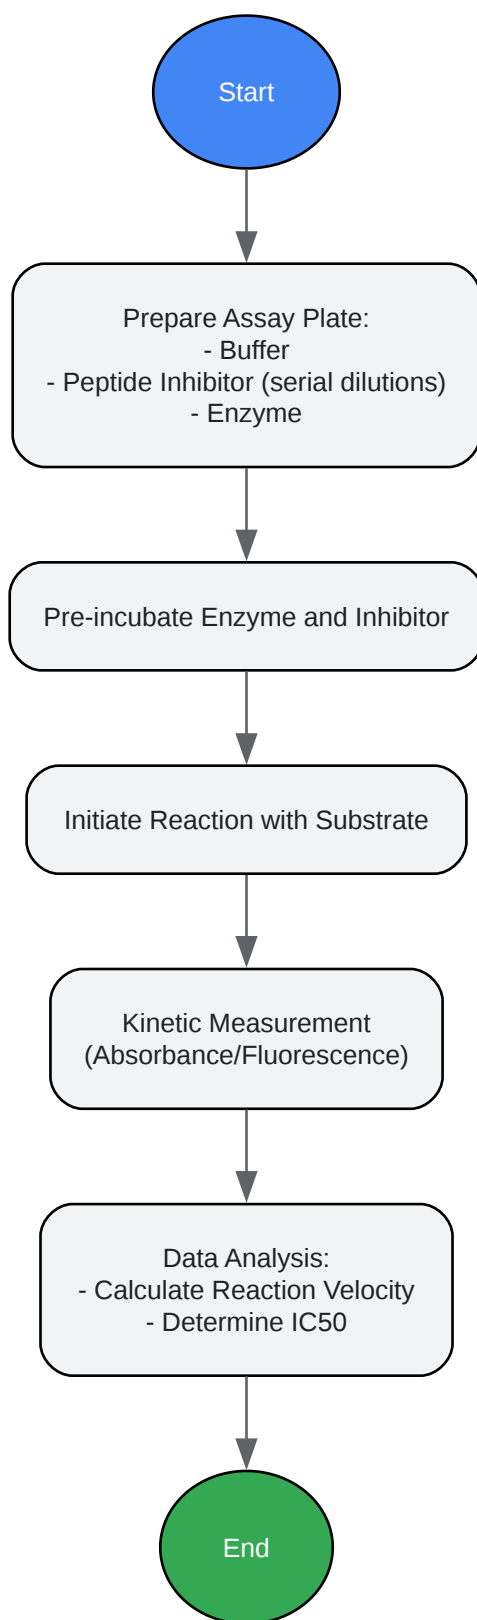 Start
Prepare Assay Plate:
- Buffer
- Peptide Inhibitor (serial dilutions)
- Enzyme
Pre-incubate Enzyme and Inhibitor
Initiate Reaction with Substrate
Kinetic Measurement
(Absorbance/Fluorescence)
Data Analysis:
- Calculate Reaction Velocity
- Determine IC50
End